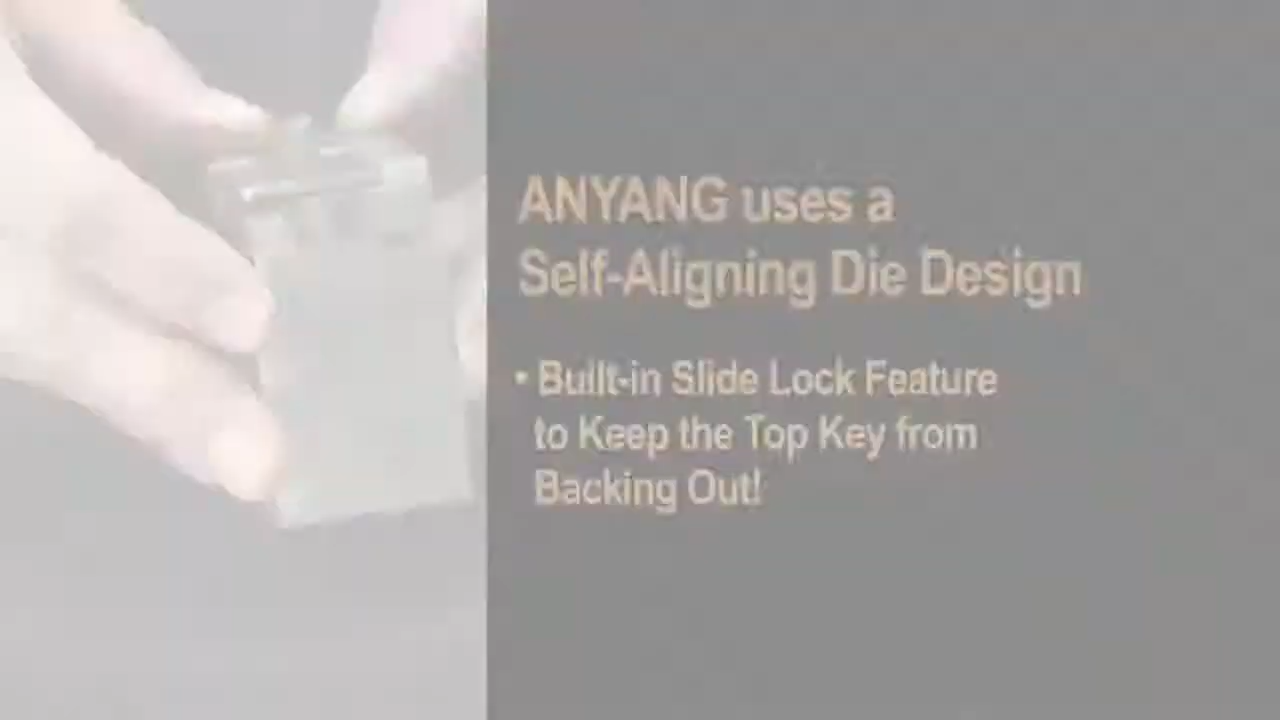 ANYANG uses a
Self-Aligning Die Design
• Built-in Slide Lock Feature
to Keep the Top Key from
Backing Out!